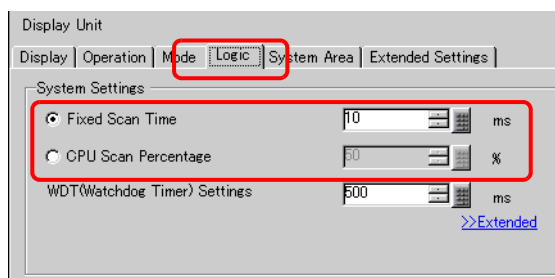 Display Unit
Display Operation Mode Logic System Area Extended Settings
System Settings
Fixed Scan Time 10 ms
CPU Scan Percentage 50 %
WDT(Watchdog Timer) Settings 500 ms
>>Extended